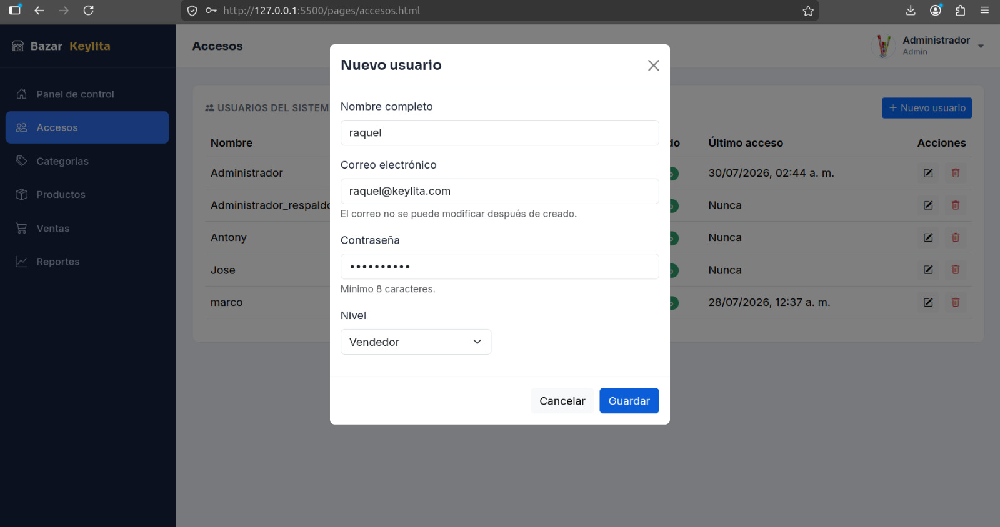 http://127.0.0.1:5500/pages/accesos.html
Bazar Keylita
Accesos
Administrador
Admin
Panel de control
Accesos
Categorías
Productos
Ventas
Reportes
USUARIOS DEL SISTEM
+ Nuevo usuario
Nombre
do
Último acceso
Acciones
Administrador
o
30/07/2026, 02:44 a. m.
Administrador_respaldo
o
Nunca
Antony
o
Nunca
Jose
o
Nunca
marco
o
28/07/2026, 12:37 a. m.
Nuevo usuario
Nombre completo
raquel
Correo electrónico
raquel@keylita.com
El correo no se puede modificar después de creado.
Contraseña
••••••••••
Mínimo 8 caracteres.
Nivel
Vendedor
Cancelar
Guardar